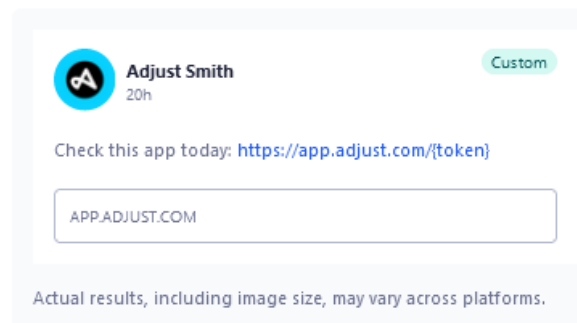 Adjust Smith
Custom
20h
Check this app today: https://app.adjust.com/{token}
APP.ADJUST.COM
Actual results, including image size, may vary across platforms.